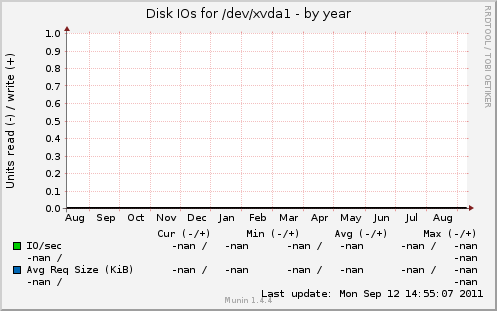 Disk IOs for /dev/xvda1 - by year
RRDTOOL / TOBI OETIKER
Units read (-) / write (+)
1.0
0.9
0.8
0.7
0.6
0.5
0.4
0.3
0.2
0.1
0.0
Aug Sep Oct Nov Dec Jan Feb Mar Apr May Jun Jul Aug
Cur (-/+) Min (-/+) Avg (-/+) Max (-/+)
IO/sec -nan / -nan -nan / -nan -nan / -nan -nan / -nan
Avg Req Size (KiB) -nan / -nan -nan / -nan -nan / -nan -nan / -nan
Last update: Mon Sep 12 14:55:07 2011
Munin 1.4.4